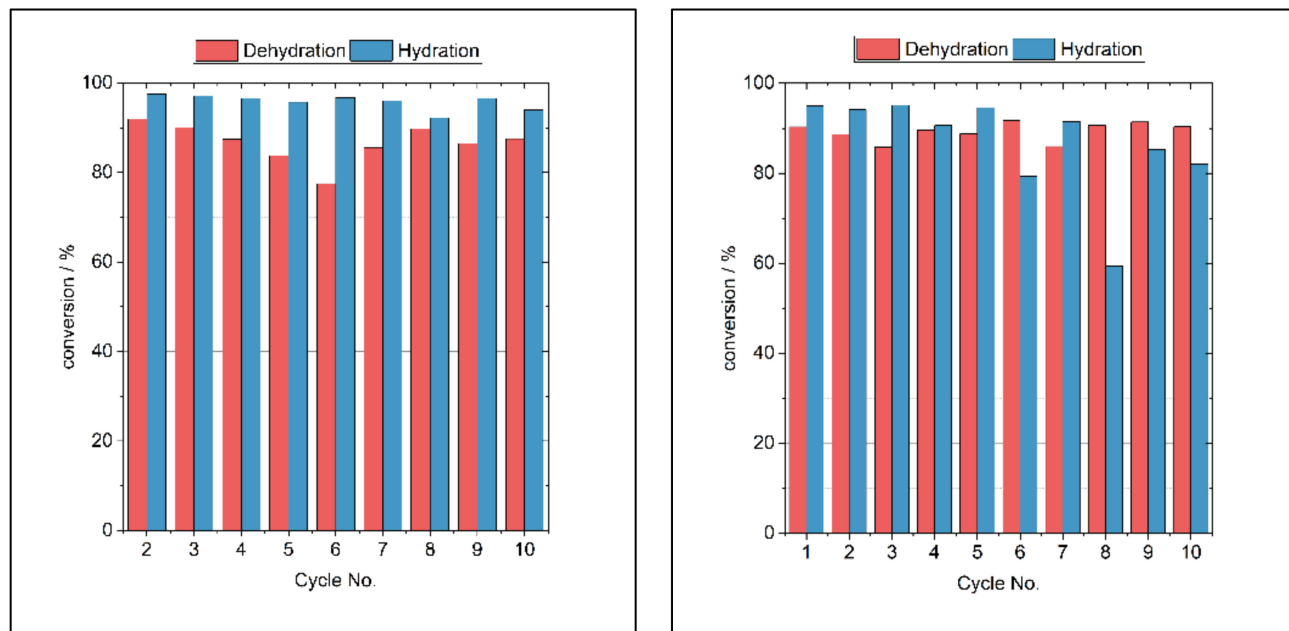 Dehydration Hydration
100
80
60
40
20
0
conversion / %
2 3 4 5 6 7 8 9 10
Cycle No.
Dehydration Hydration
100
80
60
40
20
0
conversion / %
1 2 3 4 5 6 7 8 9 10
Cycle No.